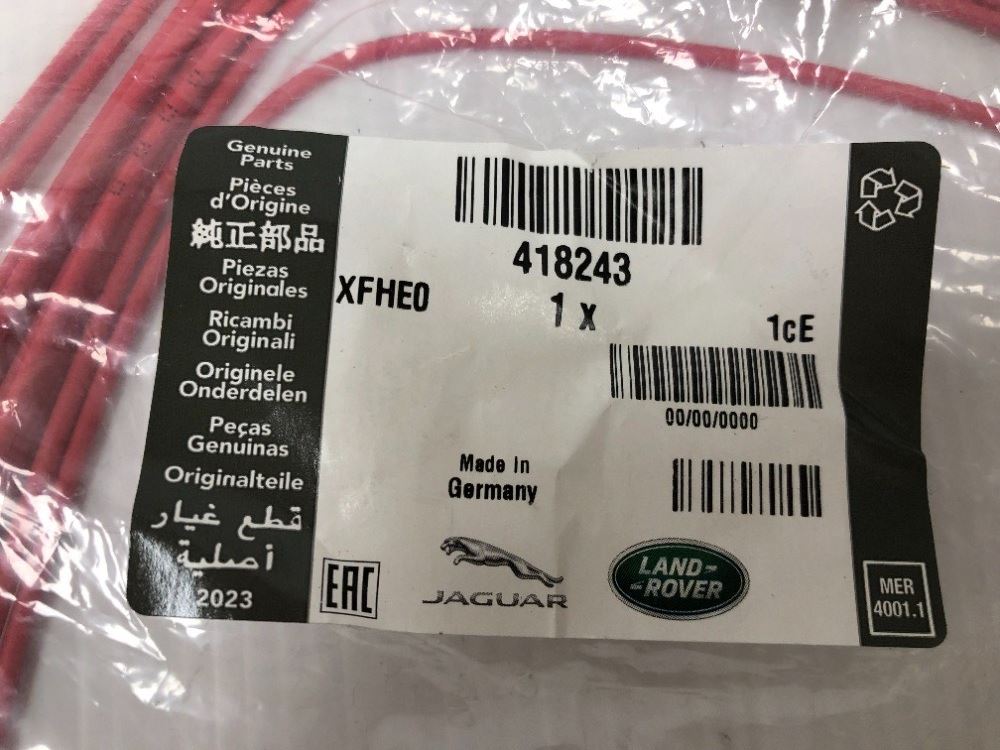 Genuine
Parts
Pièces
d'Origine
純正部品
Piezas
Originales
Ricambi
Originali
Originele
Onderdelen
Peças
Genuinas
Originalteile
قطع غيار
أصلية
2023
418243
XFHE0
1 x
1cE
00/00/0000
Made In
Germany
EAC
JAGUAR
LAND-
ROVER
MER
4001.1